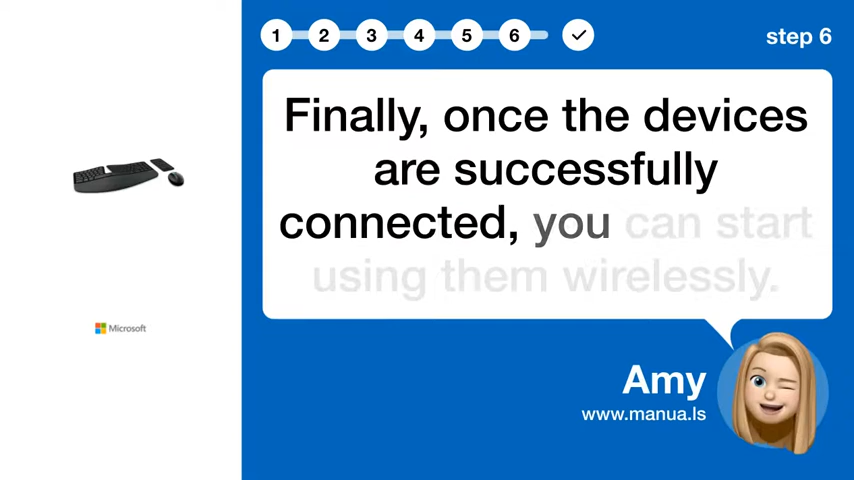 1 2 3 4 5 6 step 6
Finally, once the devices
are successfully
connected, you can start
using them wirelessly.
Microsoft
Amy
www.manua.ls